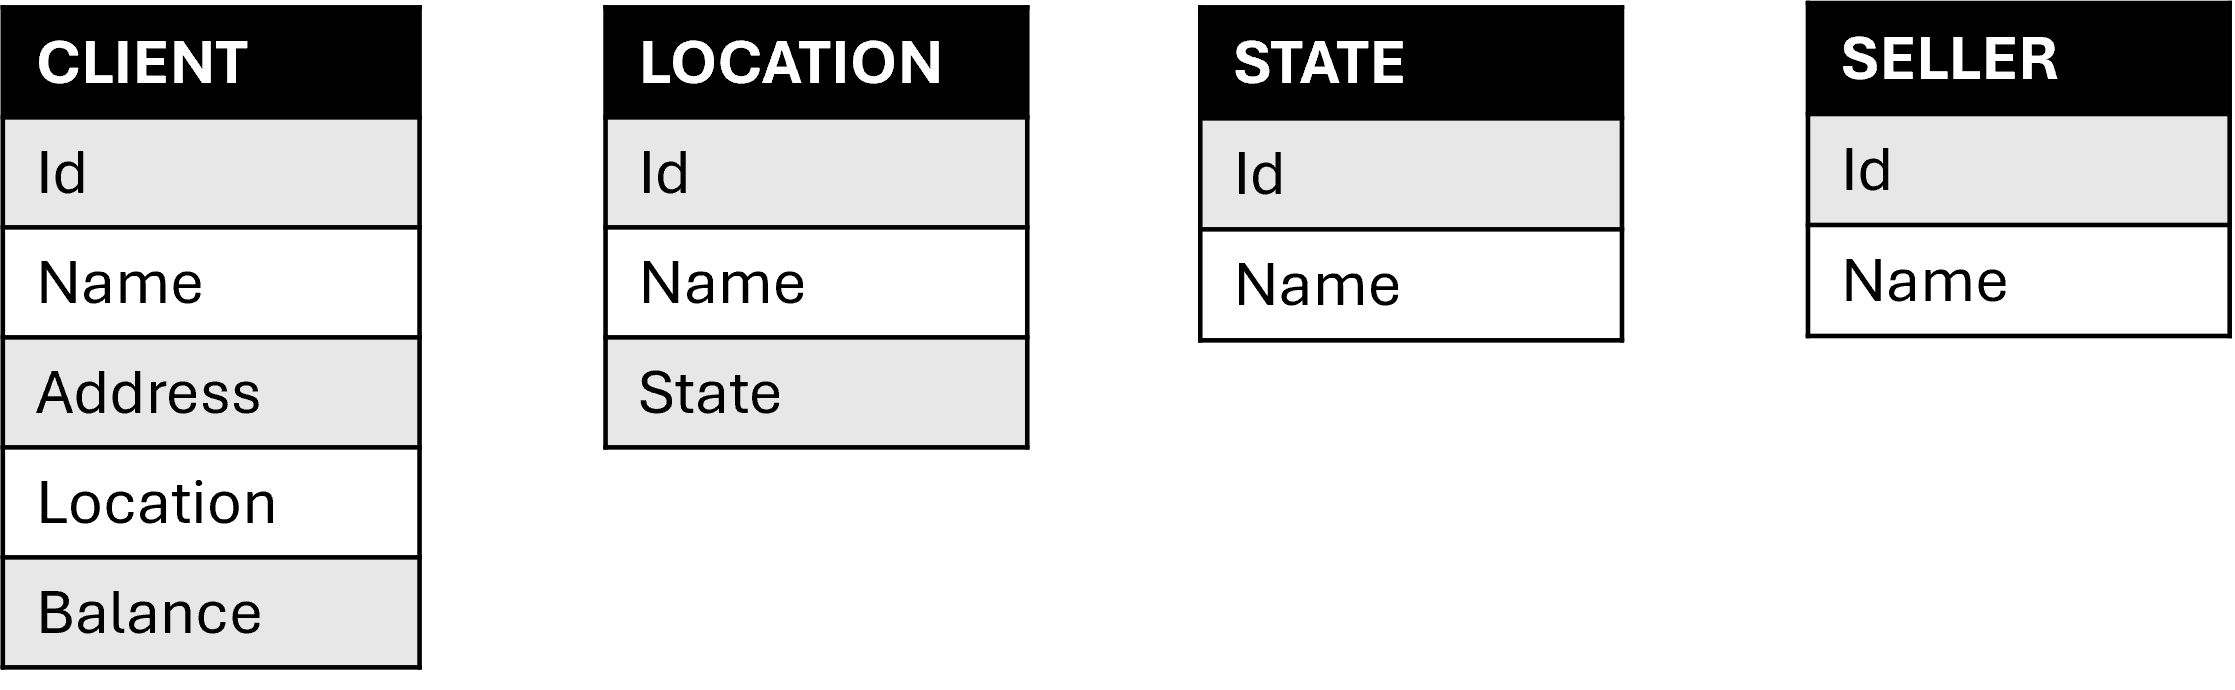 CLIENT
Id
Name
Address
Location
Balance
LOCATION
Id
Name
State
STATE
Id
Name
SELLER
Id
Name